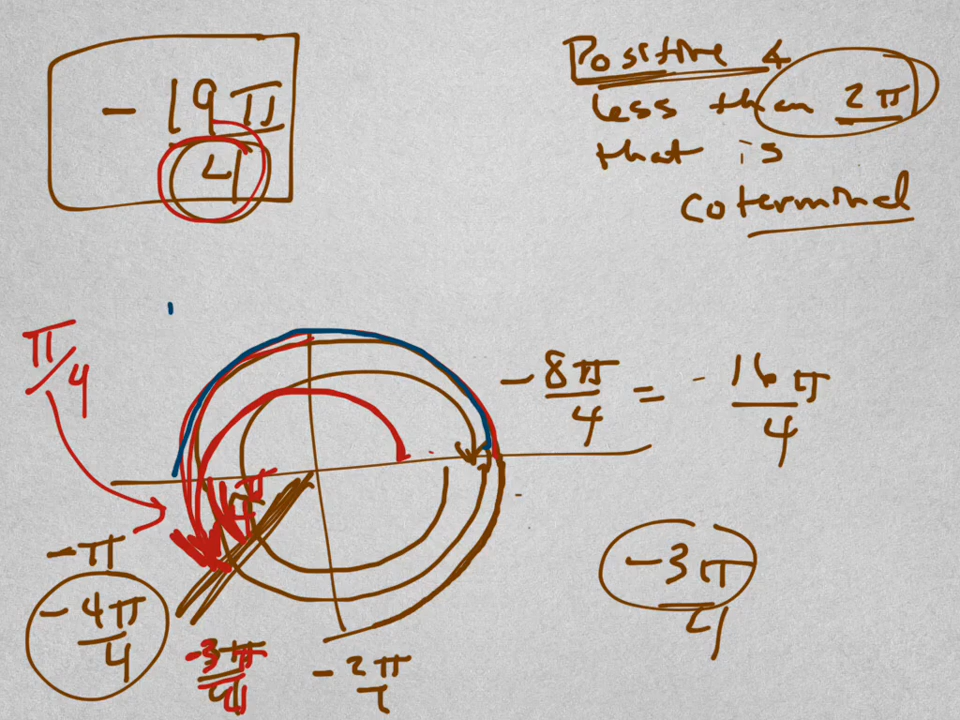 - 19π
4
Positive &
less than 2π
that is
coterminal
π/4
- 8π/4 = - 16π/4
π
4
-π
- 4π/4
-3π/4
-3π/4
- 2π